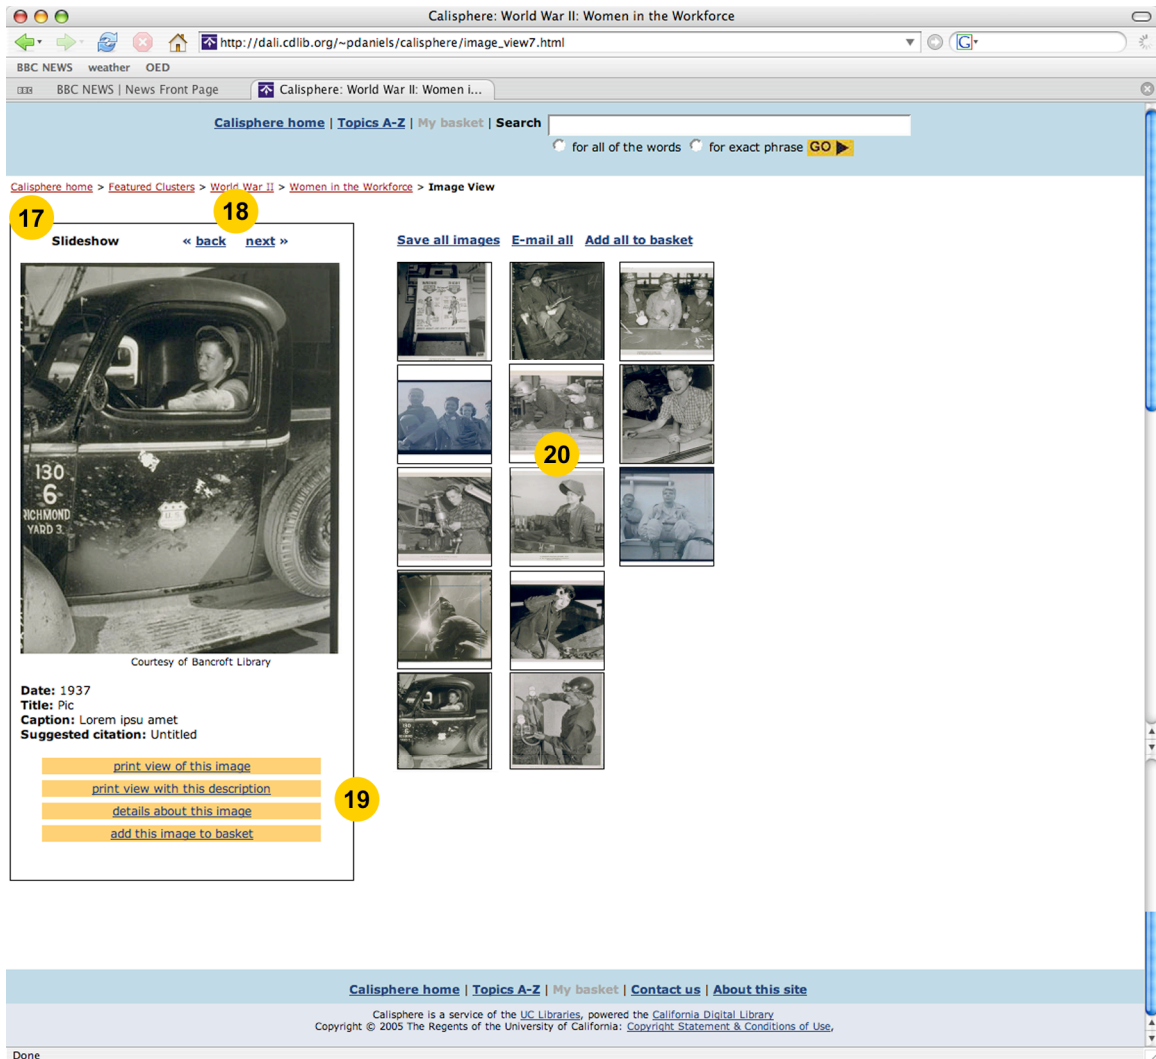 Calisphere: World War II: Women in the Workforce
http://dali.cdlib.org/~pdaniels/calisphere/image_view7.html
G
BBC NEWS weather OED
BBC NEWS | News Front Page
Calisphere: World War II: Women i...
Calisphere home | Topics A-Z | My basket | Search
for all of the words for exact phrase GO
Calisphere home > Featured Clusters > World War II > Women in the Workforce > Image View
17
18
Slideshow « back next »
Save all images E-mail all Add all to basket
130
6
RICHMOND
YARD 3.
U.S.
20
Courtesy of Bancroft Library
Date: 1937
Title: Pic
Caption: Lorem ipsu amet
Suggested citation: Untitled
print view of this image
print view with this description
19
details about this image
add this image to basket
Calisphere home | Topics A-Z | My basket | Contact us | About this site
Calisphere is a service of the UC Libraries, powered the California Digital Library
Copyright © 2005 The Regents of the University of California: Copyright Statement & Conditions of Use,
Done